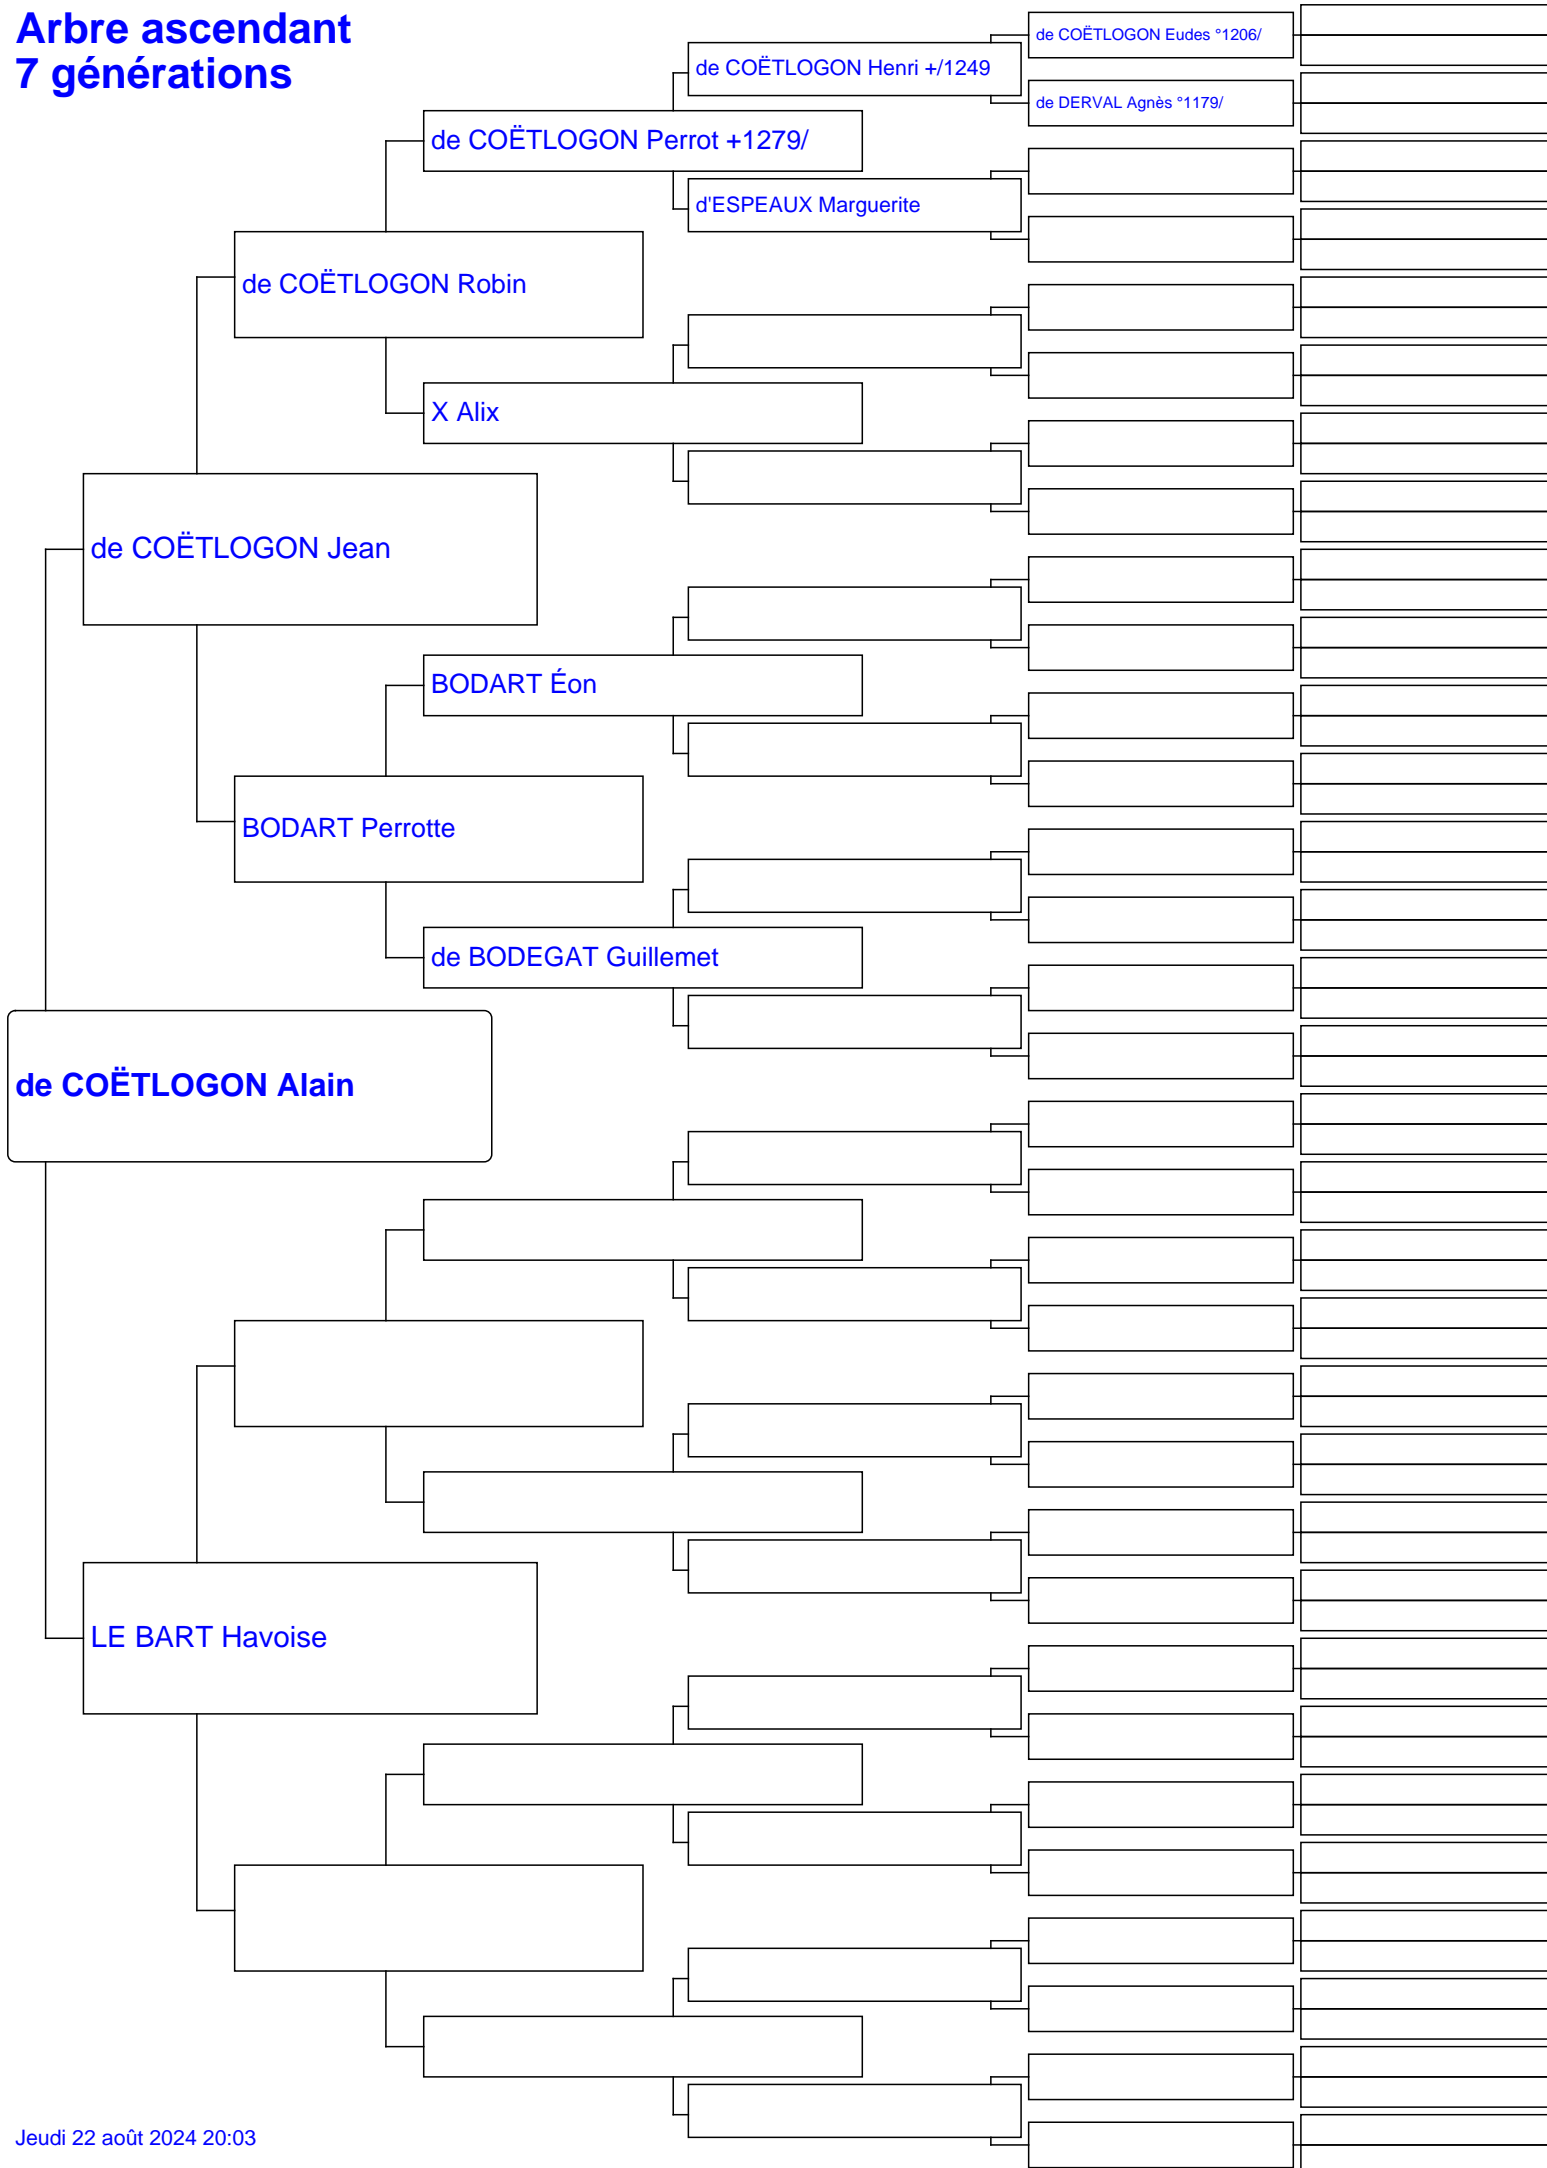 Arbre ascendant
7 générations
de COËTLOGON Eudes °1206/
de COËTLOGON Henri +/1249
de DERVAL Agnès °1179/
de COËTLOGON Perrot +1279/
d'ESPEAUX Marguerite
de COËTLOGON Robin
X Alix
de COËTLOGON Jean
BODART Éon
BODART Perrotte
de BODEGAT Guillemet
de COËTLOGON Alain
LE BART Havoise
Jeudi 22 août 2024 20:03